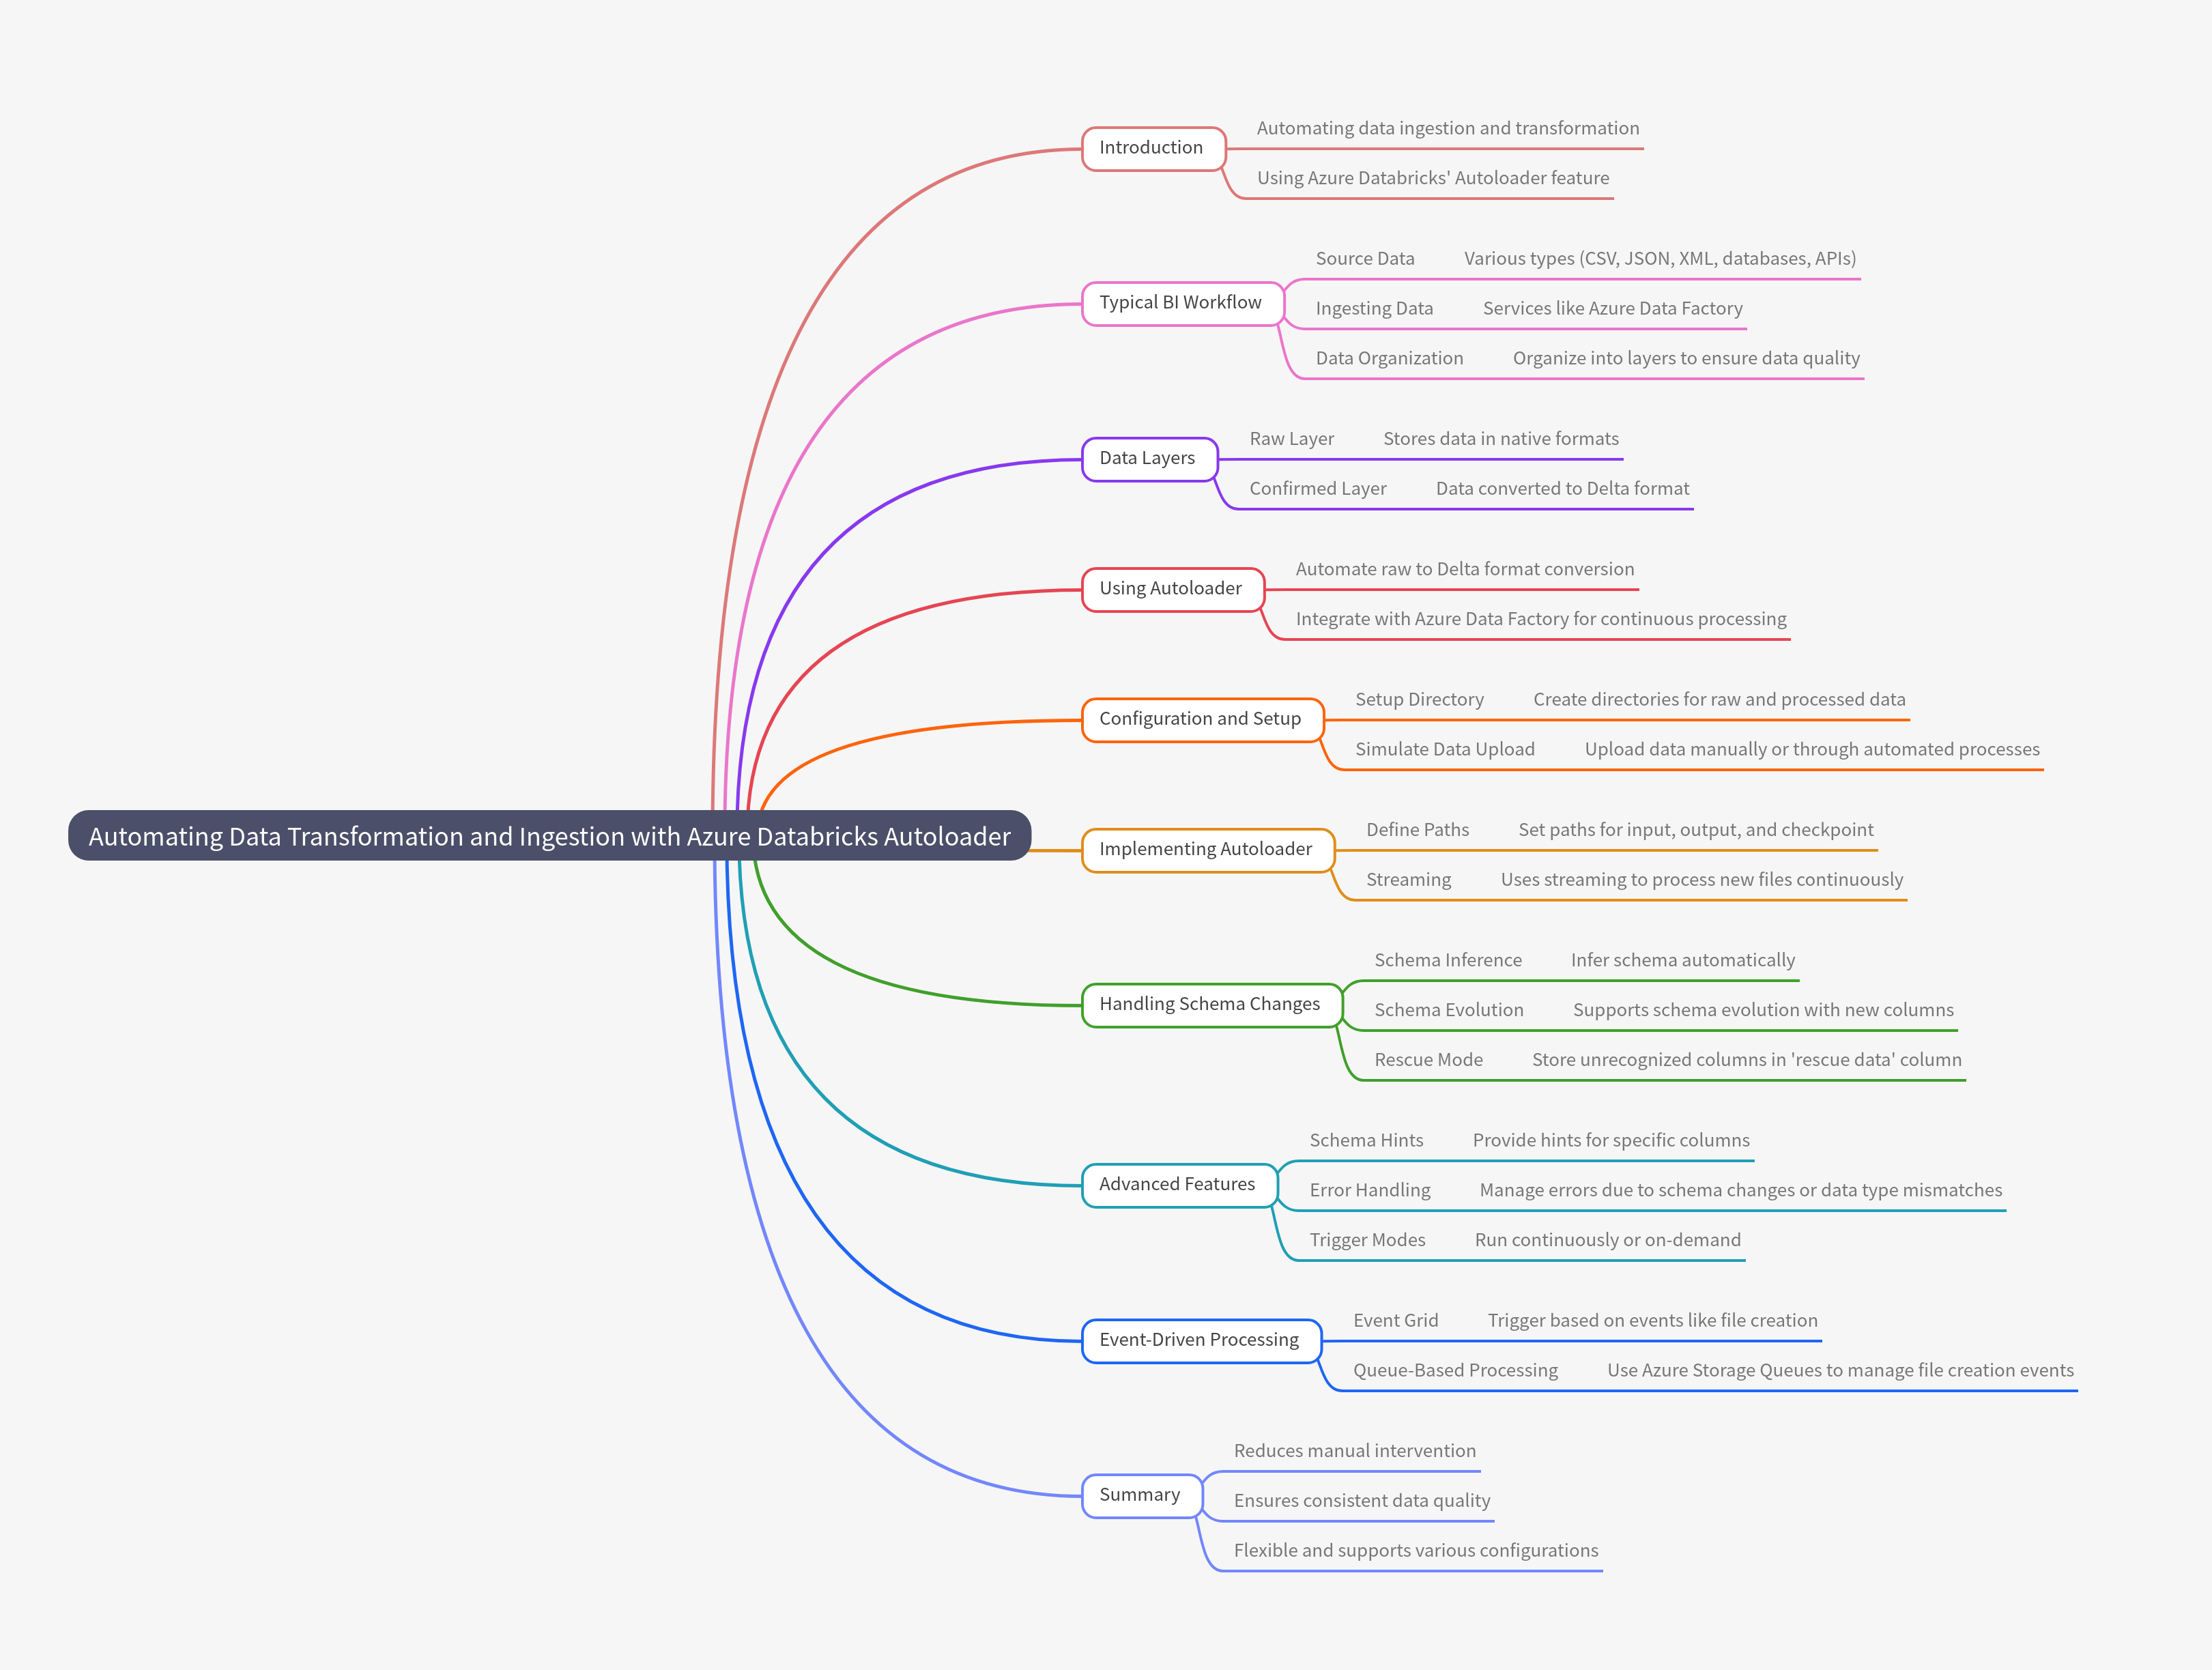 Automating Data Transformation and Ingestion with Azure Databricks Autoloader
Introduction
Automating data ingestion and transformation
Using Azure Databricks' Autoloader feature
Typical BI Workflow
Source Data Various types (CSV, JSON, XML, databases, APIs)
Ingesting Data Services like Azure Data Factory
Data Organization Organize into layers to ensure data quality
Data Layers
Raw Layer Stores data in native formats
Confirmed Layer Data converted to Delta format
Using Autoloader
Automate raw to Delta format conversion
Integrate with Azure Data Factory for continuous processing
Configuration and Setup
Setup Directory Create directories for raw and processed data
Simulate Data Upload Upload data manually or through automated processes
Implementing Autoloader
Define Paths Set paths for input, output, and checkpoint
Streaming Uses streaming to process new files continuously
Handling Schema Changes
Schema Inference Infer schema automatically
Schema Evolution Supports schema evolution with new columns
Rescue Mode Store unrecognized columns in 'rescue data' column
Advanced Features
Schema Hints Provide hints for specific columns
Error Handling Manage errors due to schema changes or data type mismatches
Trigger Modes Run continuously or on-demand
Event-Driven Processing
Event Grid Trigger based on events like file creation
Queue-Based Processing Use Azure Storage Queues to manage file creation events
Summary
Reduces manual intervention
Ensures consistent data quality
Flexible and supports various configurations